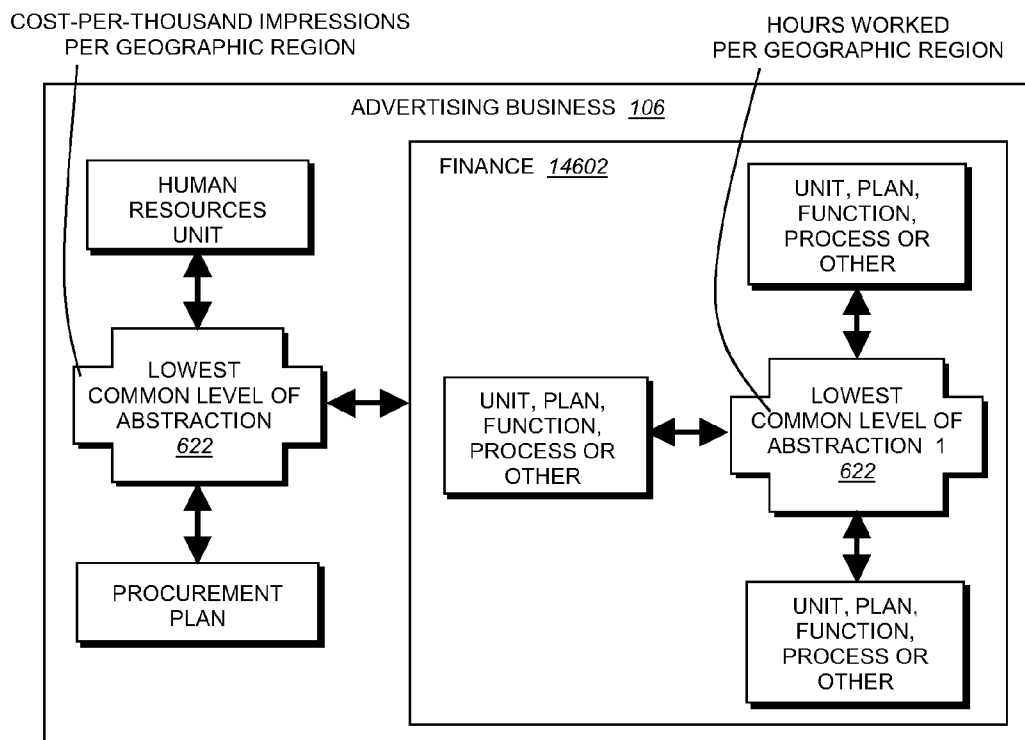 COST-PER-THOUSAND IMPRESSIONS
PER GEOGRAPHIC REGION
HOURS WORKED
PER GEOGRAPHIC REGION
ADVERTISING BUSINESS 106
HUMAN
RESOURCES
UNIT
LOWEST
COMMON LEVEL OF
ABSTRACTION
622
PROCUREMENT
PLAN
FINANCE 14602
UNIT, PLAN,
FUNCTION,
PROCESS OR
OTHER
UNIT, PLAN,
FUNCTION,
PROCESS OR
OTHER
LOWEST
COMMON LEVEL OF
ABSTRACTION 1
622
UNIT, PLAN,
FUNCTION,
PROCESS OR
OTHER